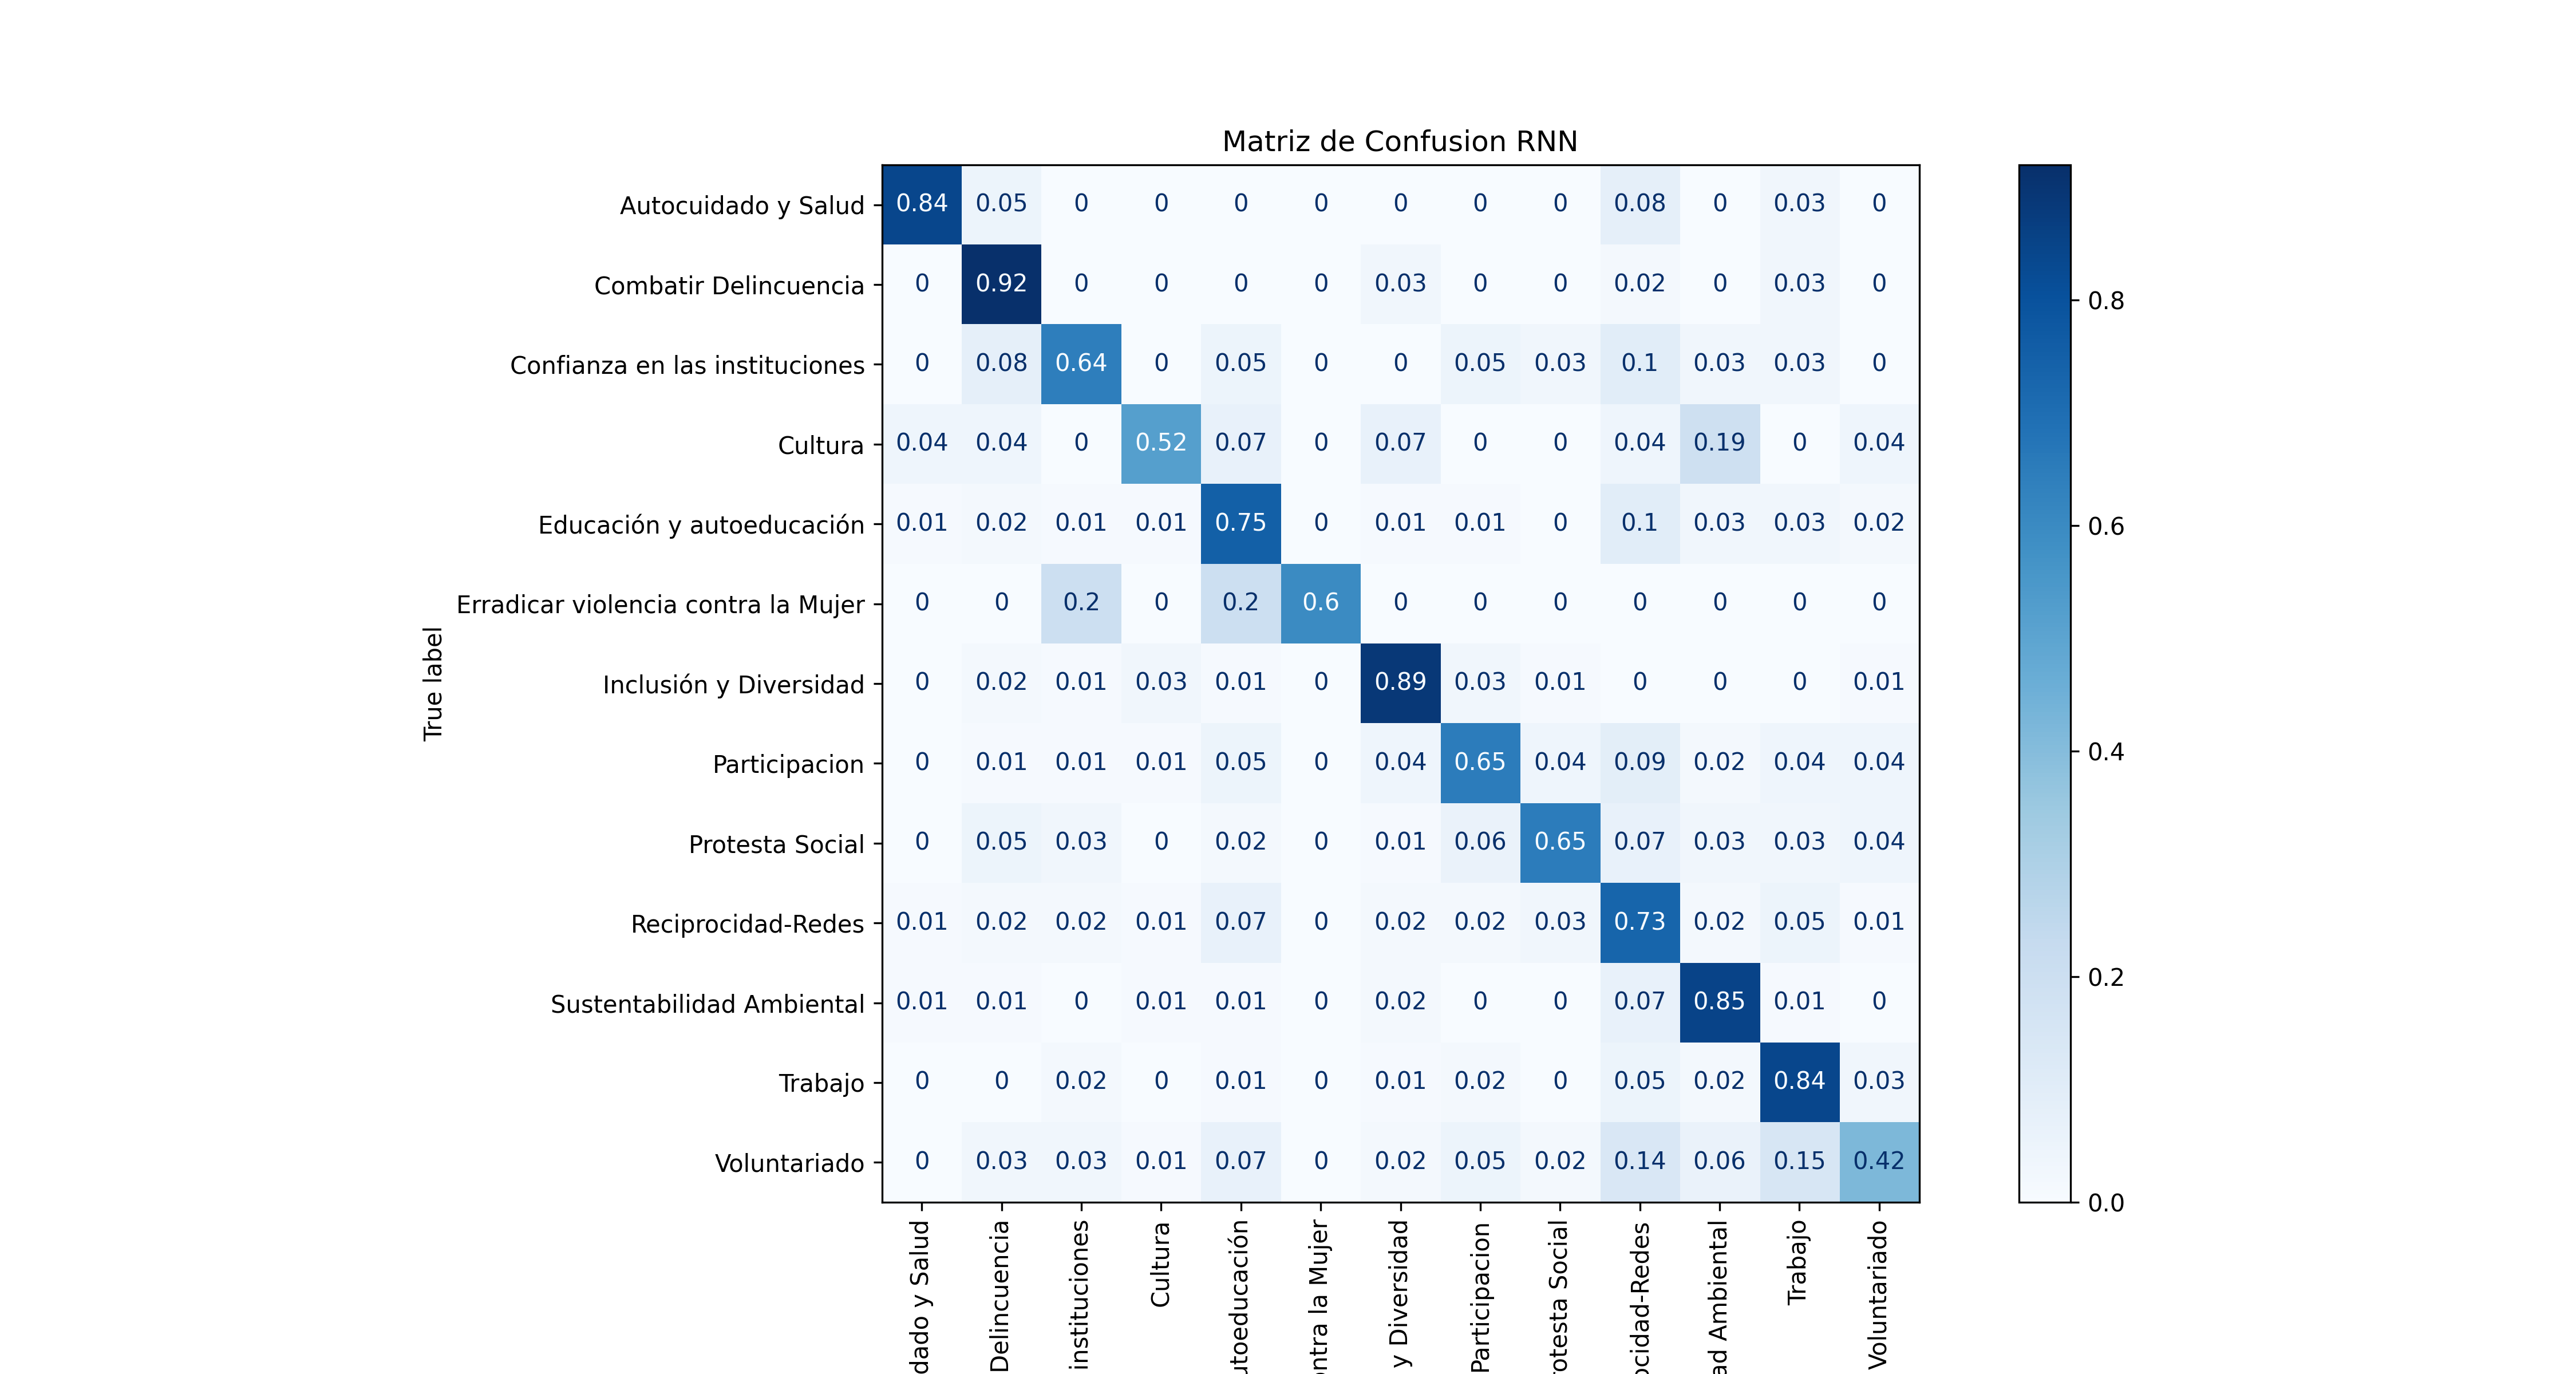 Matriz de Confusion RNN
Autocuidado y Salud 0.84 0.05 0 0 0 0 0 0 0 0.08 0 0.03 0
Combatir Delincuencia 0 0.92 0 0 0 0 0.03 0 0 0.02 0 0.03 0
Confianza en las instituciones 0 0.08 0.64 0 0.05 0 0 0.05 0.03 0.1 0.03 0.03 0
Cultura 0.04 0.04 0 0.52 0.07 0 0.07 0 0 0.04 0.19 0 0.04
Educación y autoeducación 0.01 0.02 0.01 0.01 0.75 0 0.01 0.01 0 0.1 0.03 0.03 0.02
Erradicar violencia contra la Mujer 0 0 0.2 0 0.2 0.6 0 0 0 0 0 0 0
Inclusión y Diversidad 0 0.02 0.01 0.03 0.01 0 0.89 0.03 0.01 0 0 0 0.01
Participacion 0 0.01 0.01 0.01 0.05 0 0.04 0.65 0.04 0.09 0.02 0.04 0.04
Protesta Social 0 0.05 0.03 0 0.02 0 0.01 0.06 0.65 0.07 0.03 0.03 0.04
Reciprocidad-Redes 0.01 0.02 0.02 0.01 0.07 0 0.02 0.02 0.03 0.73 0.02 0.05 0.01
Sustentabilidad Ambiental 0.01 0.01 0 0.01 0.01 0 0.02 0 0 0.07 0.85 0.01 0
Trabajo 0 0 0.02 0 0.01 0 0.01 0.02 0 0.05 0.02 0.84 0.03
Voluntariado 0 0.03 0.03 0.01 0.07 0 0.02 0.05 0.02 0.14 0.06 0.15 0.42
True label
dado y Salud
Delincuencia
instituciones
Cultura
utoeducación
ontra la Mujer
y Diversidad
Participacion
rotesta Social
ocidad-Redes
ad Ambiental
Trabajo
Voluntariado
0.8
0.6
0.4
0.2
0.0